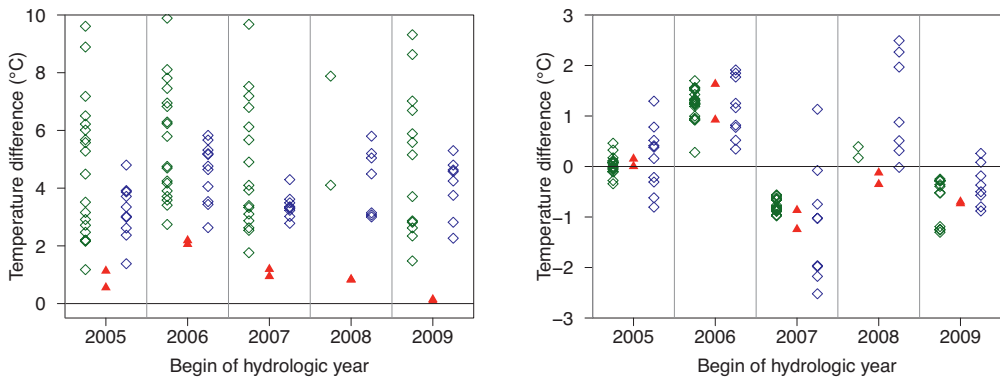 Temperature difference (°C)
10
8
6
4
2
0
2005 2006 2007 2008 2009
Begin of hydrologic year
Temperature difference (°C)
3
2
1
0
−1
−2
−3
2005 2006 2007 2008 2009
Begin of hydrologic year